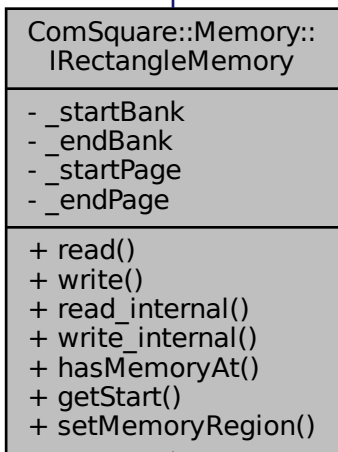 ComSquare::Memory::
IRectangleMemory
- _startBank
- _endBank
- _startPage
- _endPage
+ read()
+ write()
+ read_internal()
+ write_internal()
+ hasMemoryAt()
+ getStart()
+ setMemoryRegion()